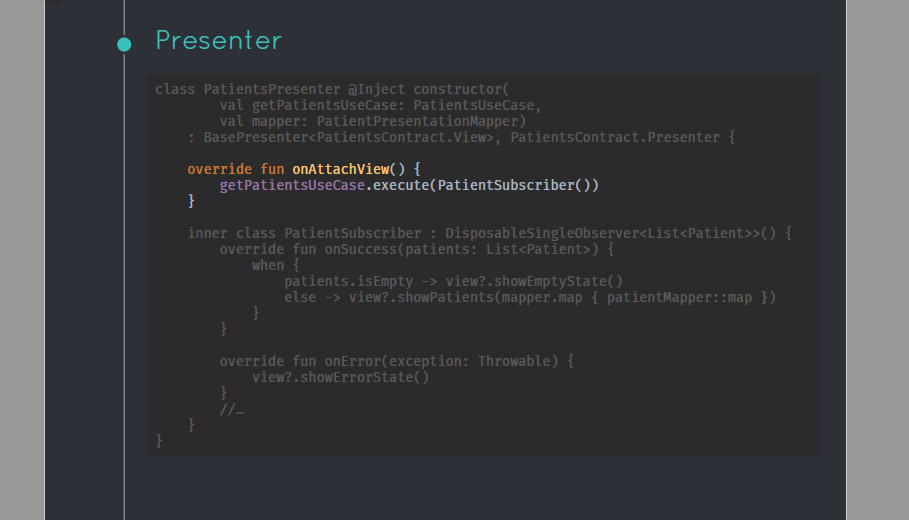 Presenter
class PatientsPresenter @Inject constructor(
        val getPatientsUseCase: PatientsUseCase,
        val mapper: PatientPresentationMapper)
    : BasePresenter<PatientsContract.View>, PatientsContract.Presenter {
    override fun onAttachView() {
        getPatientsUseCase.execute(PatientSubscriber())
    }
    inner class PatientSubscriber : DisposableSingleObserver<List<Patient>>() {
        override fun onSuccess(patients: List<Patient>) {
            when {
                patients.isEmpty -> view?.showEmptyState()
                else -> view?.showPatients(mapper.map { patientMapper::map })
            }
        }
        override fun onError(exception: Throwable) {
            view?.showErrorState()
        }
        //…
    }
}